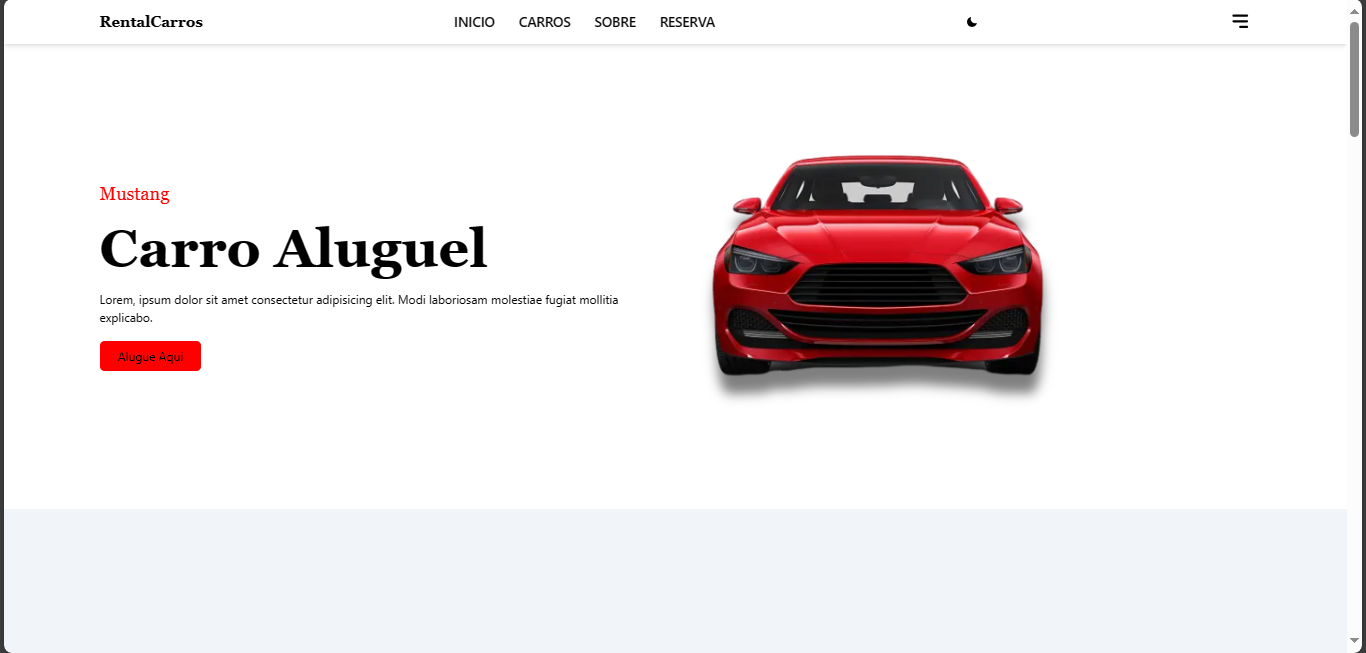 RentalCarros
INICIO CARROS SOBRE RESERVA
Mustang
Carro Aluguel
Lorem, ipsum dolor sit amet consectetur adipisicing elit. Modi laboriosam molestiae fugiat mollitia
explicabo.
Alugue Aqui